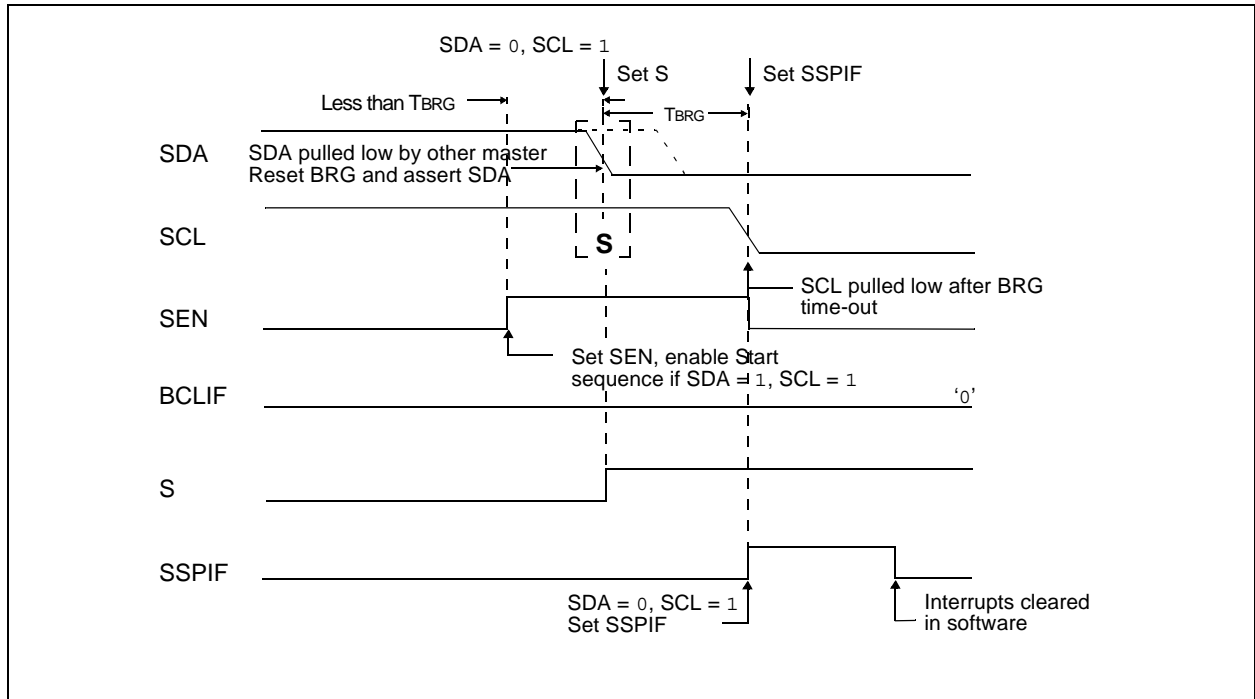 SDA = 0, SCL = 1
Set S
Set SSPIF
Less than TBRG
TBRG
SDA
SDA pulled low by other master
Reset BRG and assert SDA
SCL
S
SCL pulled low after BRG
time-out
SEN
Set SEN, enable Start
sequence if SDA = 1, SCL = 1
BCLIF
‘0’
S
SSPIF
SDA = 0, SCL = 1
Set SSPIF
Interrupts cleared
in software